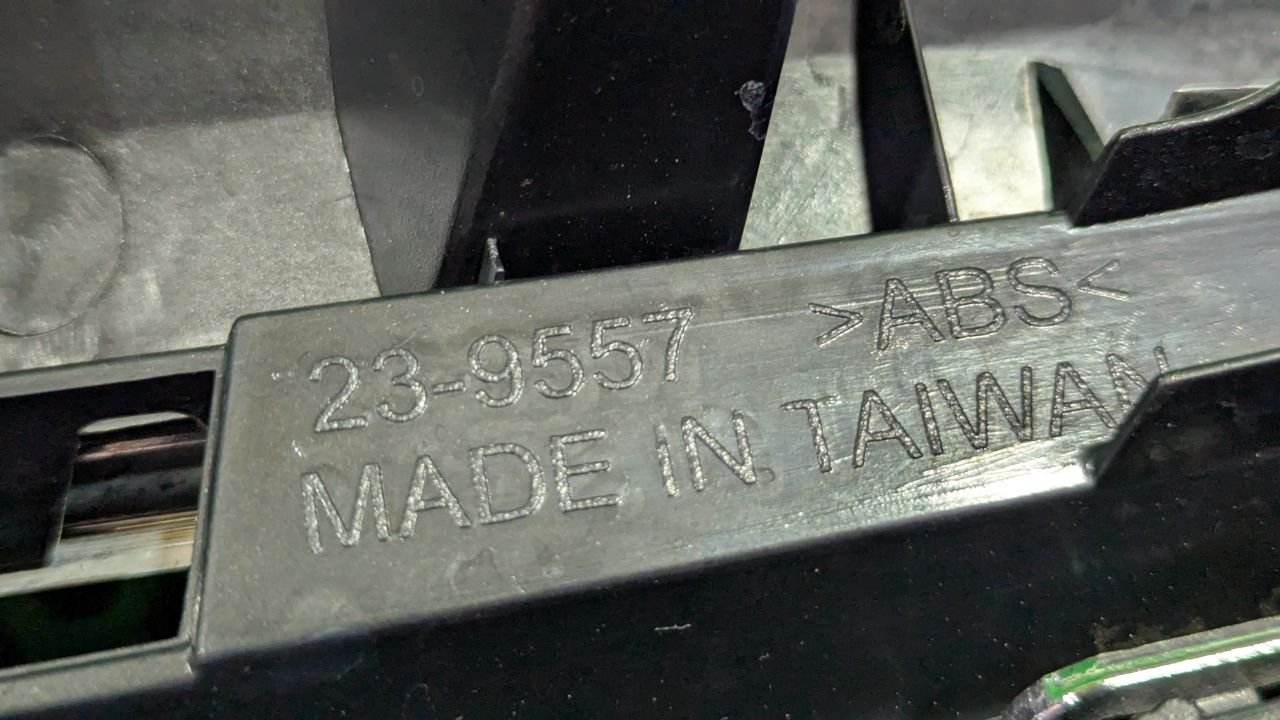 23-9557 >ABS<
MADE IN TAIWAN